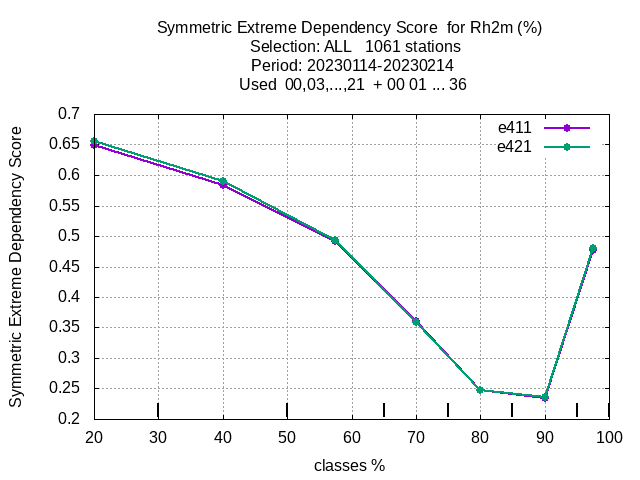 Symmetric Extreme Dependency Score  for Rh2m (%)
Selection: ALL   1061 stations
Period: 20230114-20230214
Used  00,03,...,21  + 00 01 ... 36
Symmetric Extreme Dependency Score
0.7
0.65
0.6
0.55
0.5
0.45
0.4
0.35
0.3
0.25
0.2
e411
e421
20 30 40 50 60 70 80 90 100
classes %